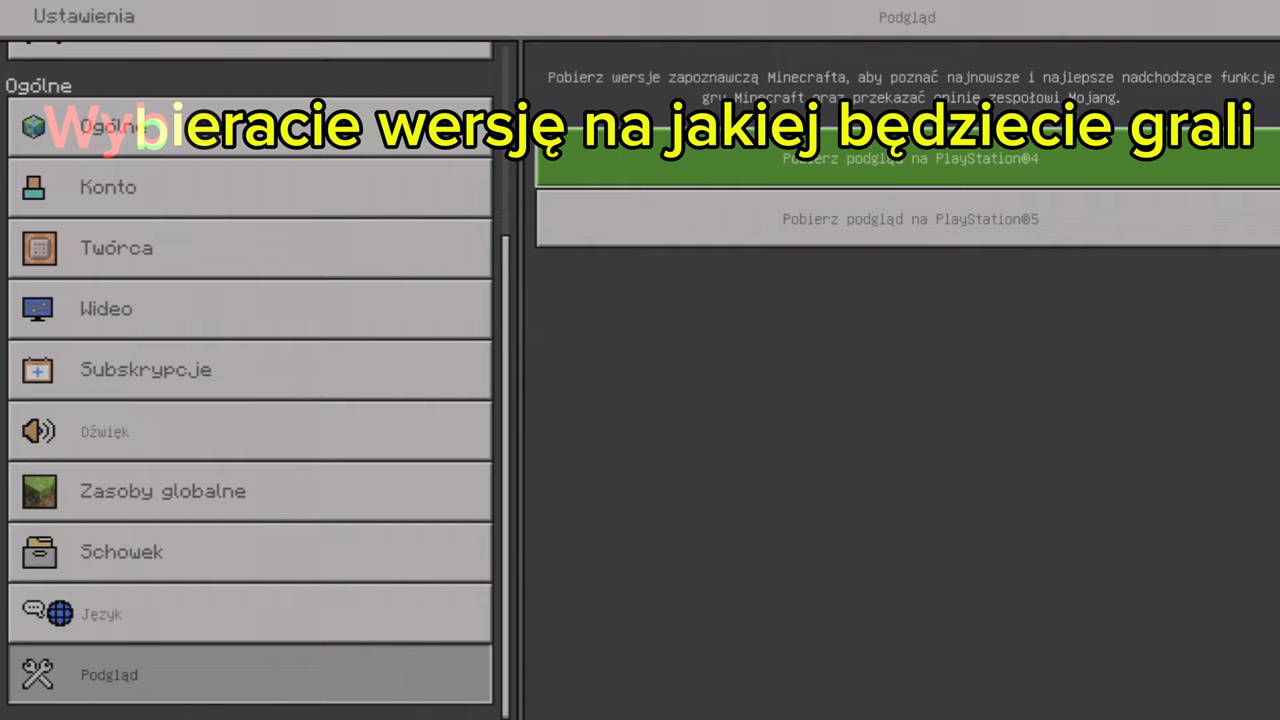 Ustawienia
Podgląd
Ogólne
Pobierz wersje zapoznawczą Minecrafta, aby poznać najnowsze i najlepsze nadchodzące funkcje
gry Minecraft oraz przekazać opinię zespołowi Mojang.
Wybieracie wersję na jakiej będziecie grali
Ogólne
Pobierz podgląd na PlayStation®4
Konto
Pobierz podgląd na PlayStation®5
Twórca
Wideo
Subskrypcje
Dźwięk
Zasoby globalne
Schowek
Język
Podgląd